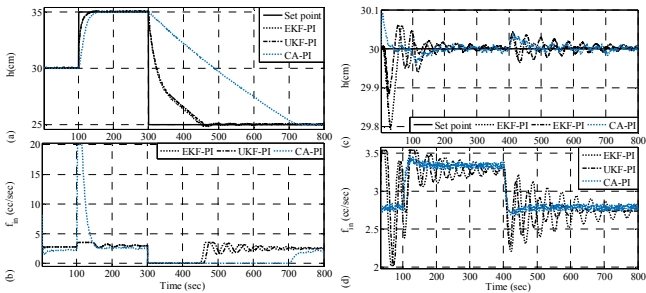 35
30
25
h(cm)
(a)
Set point
EKF-PI
UKF-PI
CA-PI
0 100 200 300 400 500 600 700 800
20
15
10
5
0
f_in (cc/sec)
(b)
EKF-PI UKF-PI CA-PI
0 100 200 300 400 500 600 700 800
Time (sec)
30.1
30
29.9
29.8
h(cm)
(c)
Set point EKF-PI EKF-PI CA-PI
100 200 300 400 500 600 700 800
3.5
3
2.5
2
f_in (cc/sec)
(d)
EKF-PI
UKF-PI
CA-PI
100 200 300 400 500 600 700 800
Time (sec)